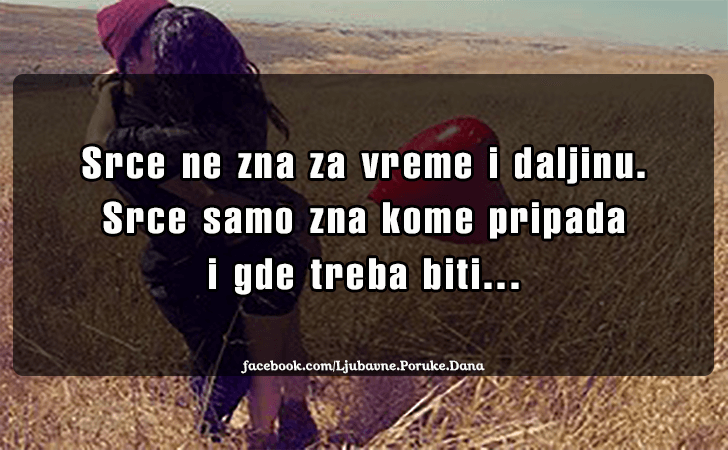 Srce ne zna za vreme i daljinu.
Srce samo zna kome pripada
i gde treba biti...
facebook.com/Ljubavne.Poruke.Dana